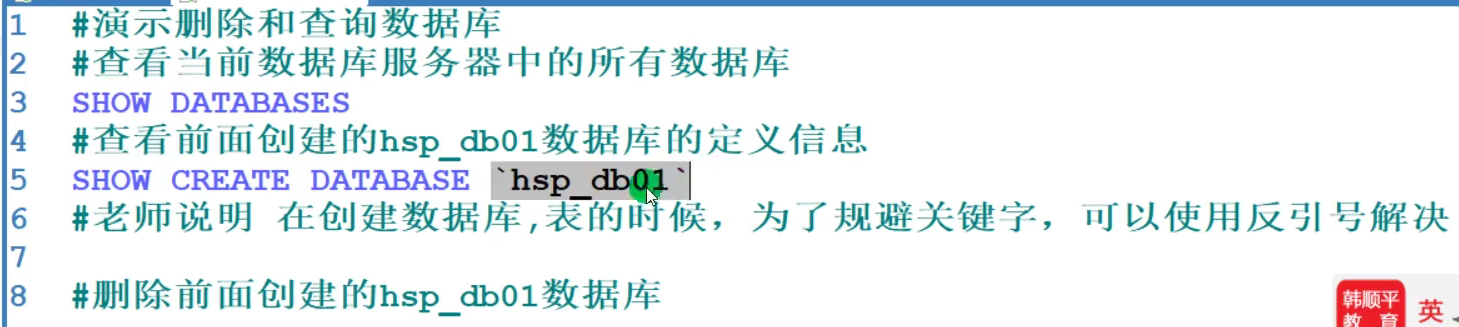 1 #演示删除和查询数据库
2 #查看当前数据库服务器中的所有数据库
3 SHOW DATABASES
4 #查看前面创建的hsp_db01数据库的定义信息
5 SHOW CREATE DATABASE `hsp_db01`
6 #老师说明 在创建数据库,表的时候，为了规避关键字，可以使用反引号解决
7
8 #删除前面创建的hsp_db01数据库
韩顺平
教 育
英